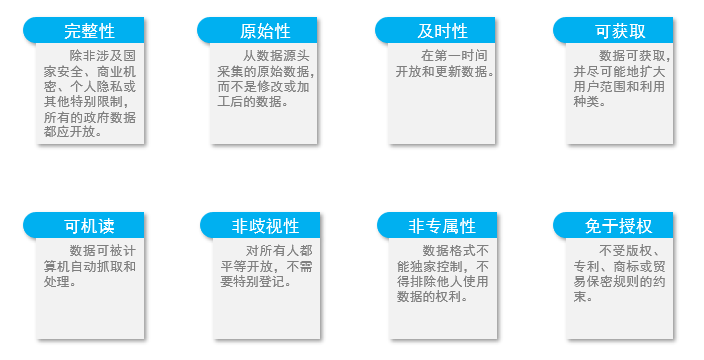 完整性
除非涉及国
家安全、商业机
密、个人隐私或
其他特别限制，
所有的政府数据
都应开放。
原始性
从数据源头
采集的原始数据，
而不是修改或加
工后的数据。
及时性
在第一时间
开放和更新数据。
可获取
数据可获取，
并尽可能地扩大
用户范围和利用
种类。
可机读
数据可被计
算机自动抓取和
处理。
非歧视性
对所有人都
平等开放，不需
要特别登记。
非专属性
数据格式不
能独家控制，不
得排除他人使用
数据的权利。
免于授权
不受版权、
专利、商标或贸
易保密规则的约
束。